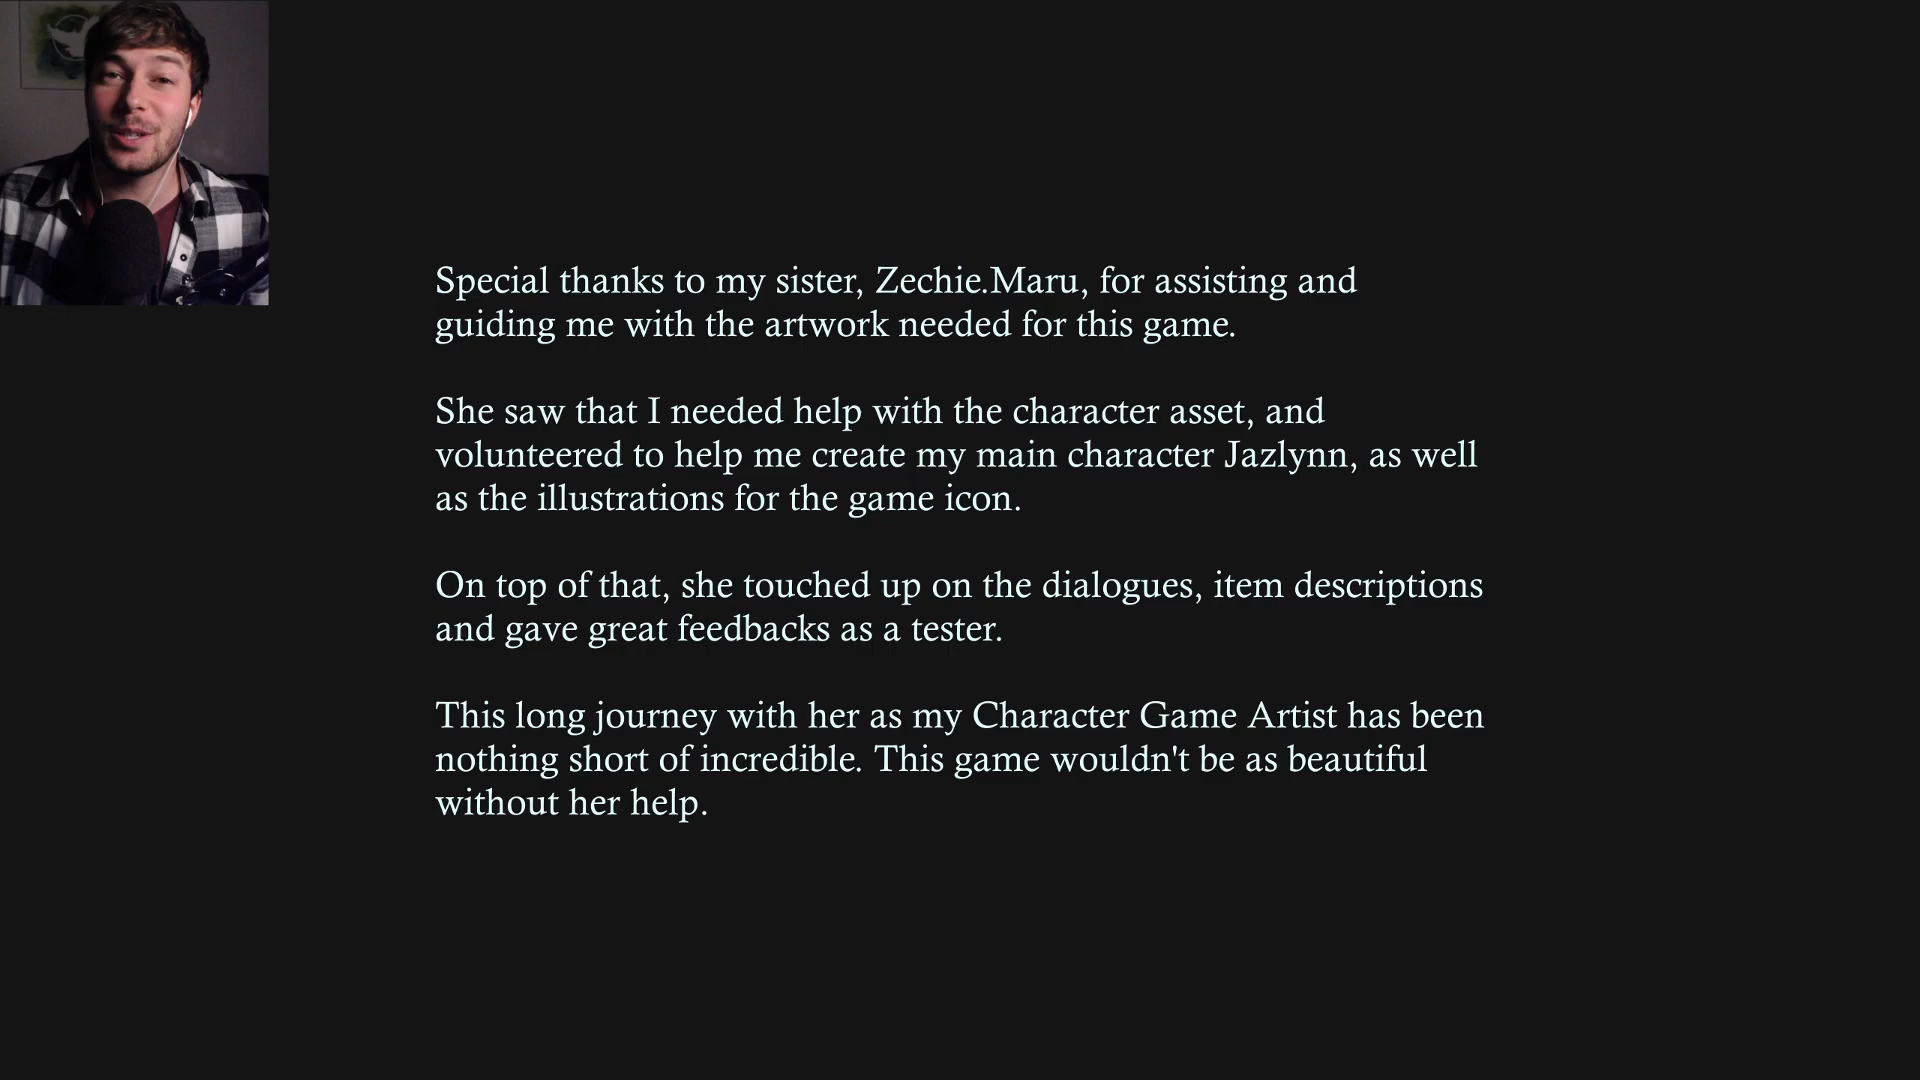 Special thanks to my sister, Zechie.Maru, for assisting and
guiding me with the artwork needed for this game.
She saw that I needed help with the character asset, and
volunteered to help me create my main character Jazlynn, as well
as the illustrations for the game icon.
On top of that, she touched up on the dialogues, item descriptions
and gave great feedbacks as a tester.
This long journey with her as my Character Game Artist has been
nothing short of incredible. This game wouldn't be as beautiful
without her help.